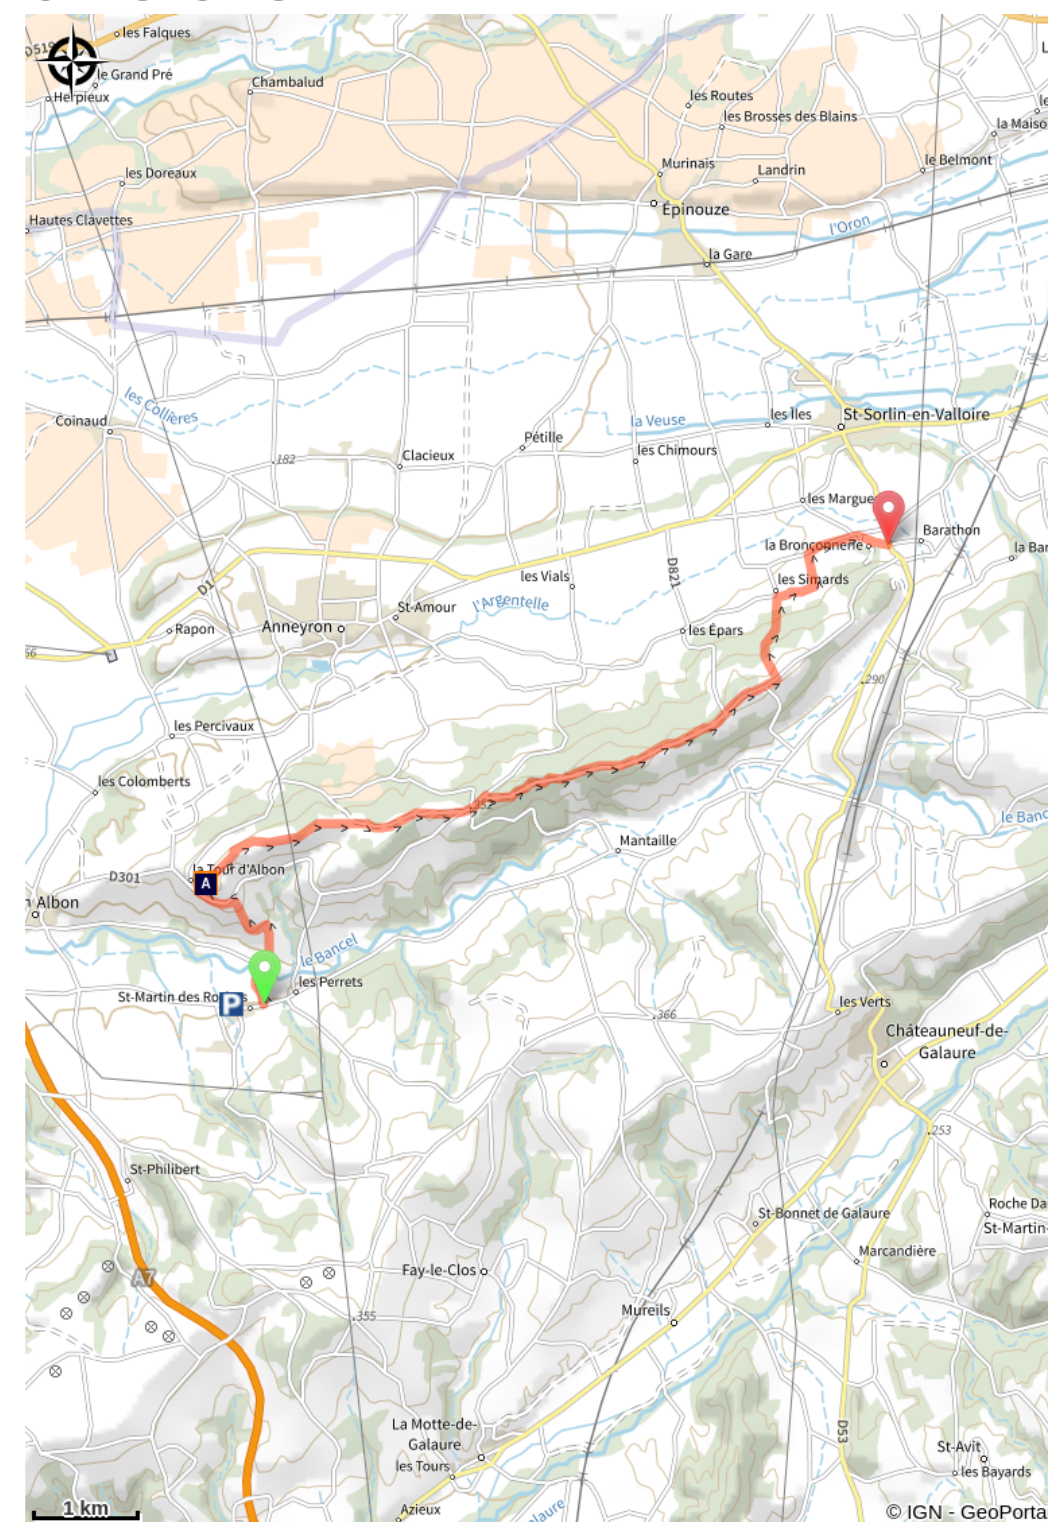 les Falques
D519
le Grand Pré
Herpieux
Chambalud
les Routes
les Brosses des Blains
la Maiso
Murinais
Landrin
le Belmont
les Doreaux
Épinouze
Hautes Clavettes
l'Oron
la Gare
les Collières
Coinaud
les Îles
St-Sorlin-en-Valloire
la Veuse
Pétille
les Chimours
Clacieux
.182
les Margue
Barathon
la Bronçonnerie
la Bar
les Vials
D821
les Simards
D1
l'Argentelle
St-Amour
Anneyron
Rapon
les Épars
66
.290
les Percivaux
les Colomberts
.352
le Banc
Mantaille
la Tour d'Albon
D301
A
n Albon
le Bancel
les Perrets
St-Martin des Ro s
P
les Verts
.366
Châteauneuf-de-
Galaure
.253
St-Philibert
Roche Da
St-Bonnet de Galaure
St-Martin-
Marcandière
Fay-le-Clos
A7
Mureils
.355
La Motte-de-
Galaure
D53
les Tours
St-Avit
les Bayards
Azieux
alaure
1 km
© IGN - GeoPorta